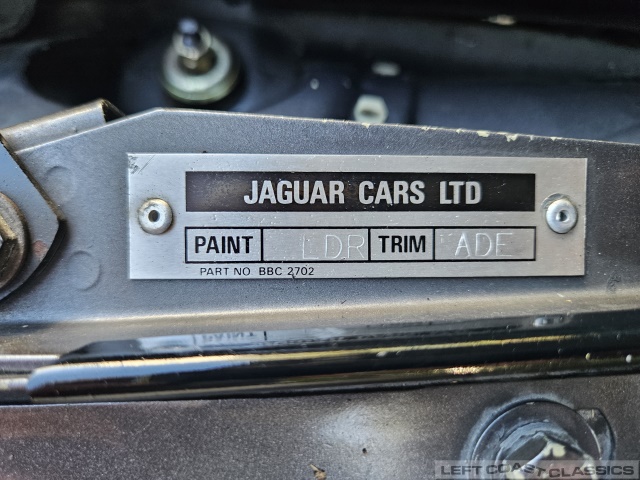 JAGUAR CARS LTD
PAINT LDR TRIM ADE
PART NO BBC 2702
LEFT COAST CLASSICS